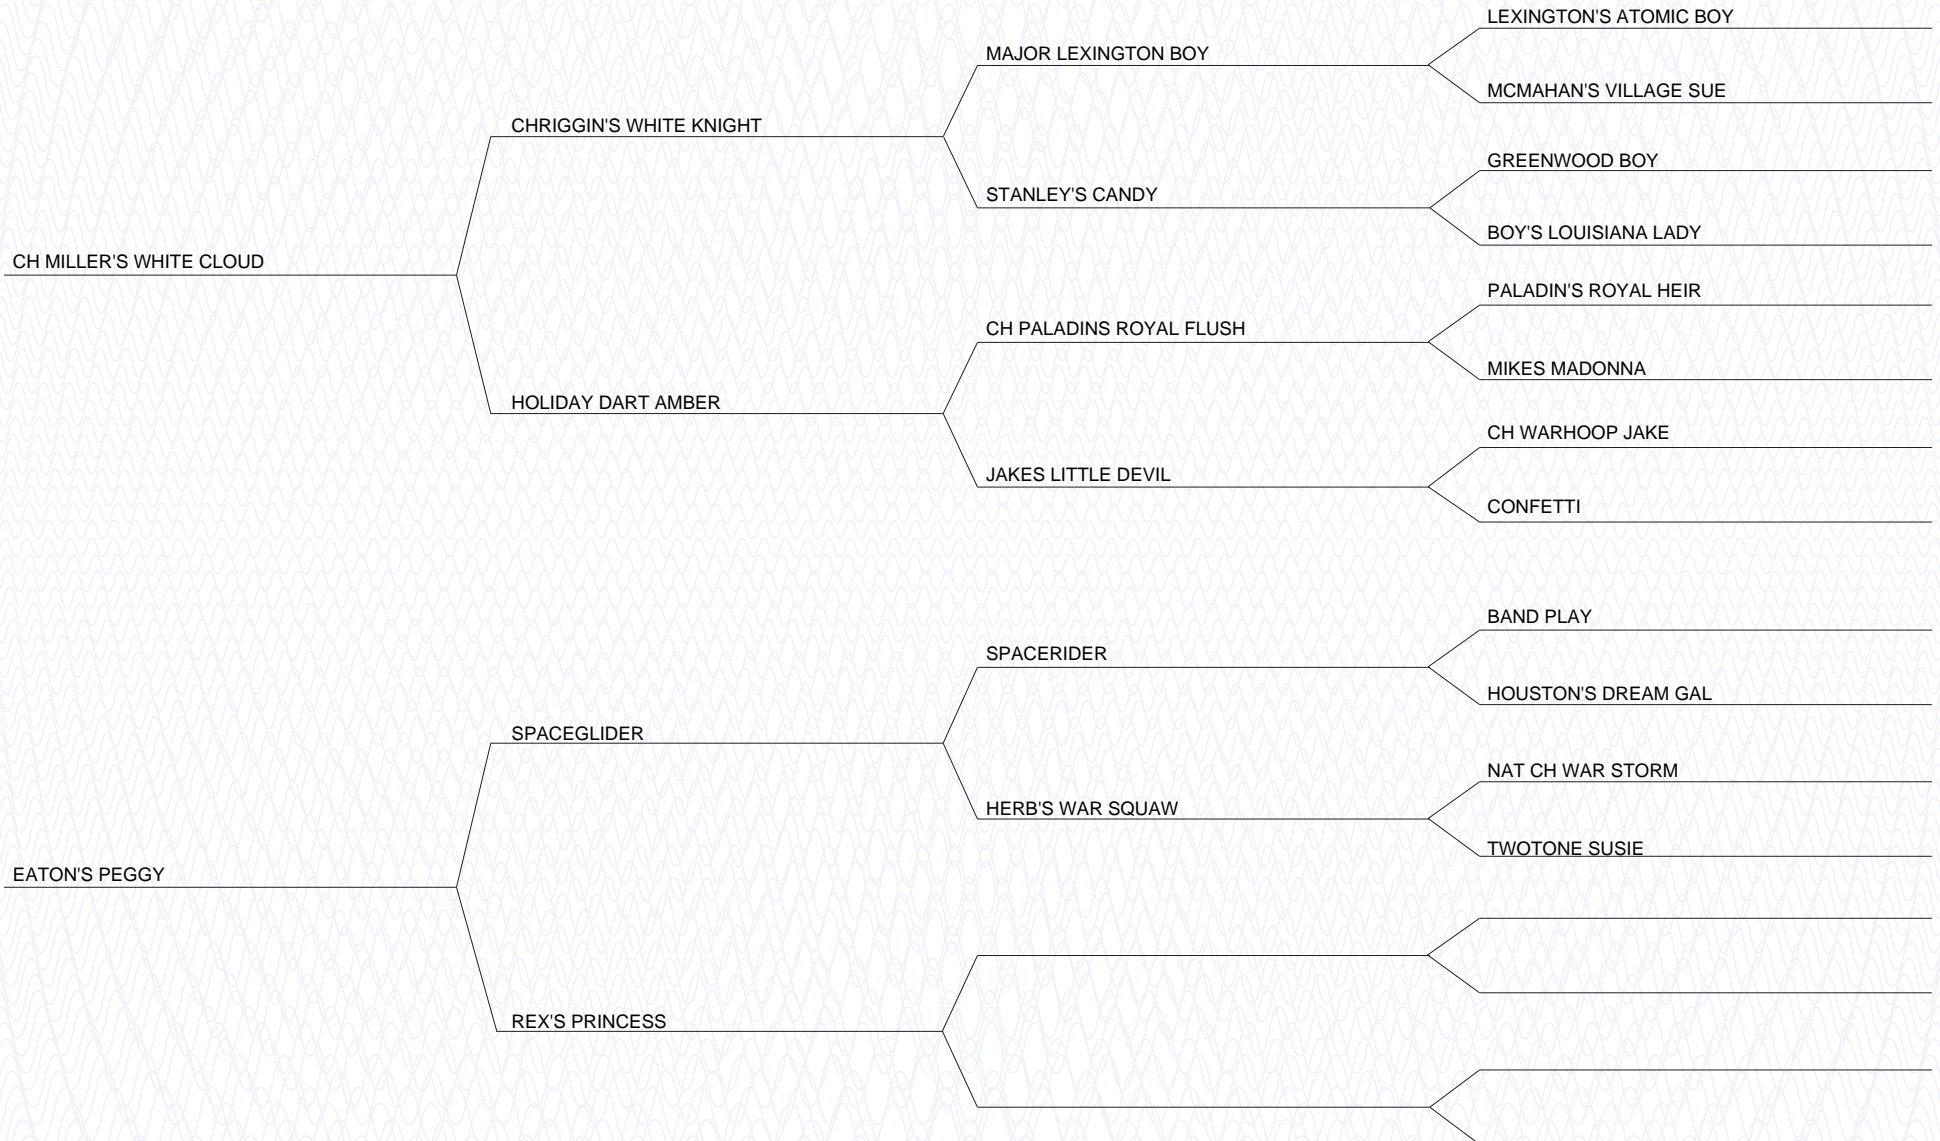 LEXINGTON'S ATOMIC BOY
MAJOR LEXINGTON BOY
MCMAHAN'S VILLAGE SUE
CHRIGGIN'S WHITE KNIGHT
GREENWOOD BOY
STANLEY'S CANDY
BOY'S LOUISIANA LADY
CH MILLER'S WHITE CLOUD
PALADIN'S ROYAL HEIR
CH PALADINS ROYAL FLUSH
MIKES MADONNA
HOLIDAY DART AMBER
CH WARHOOP JAKE
JAKES LITTLE DEVIL
CONFETTI
BAND PLAY
SPACERIDER
HOUSTON'S DREAM GAL
SPACEGLIDER
NAT CH WAR STORM
HERB'S WAR SQUAW
TWOTONE SUSIE
EATON'S PEGGY
REX'S PRINCESS